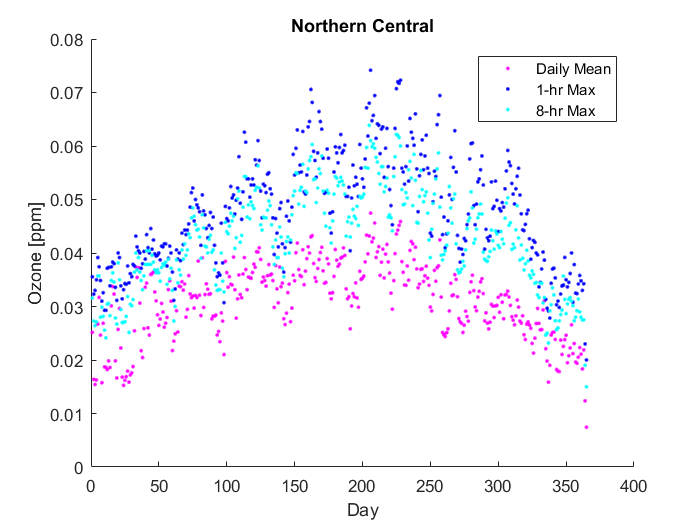 Northern Central
Daily Mean
1-hr Max
8-hr Max
Ozone [ppm]
0.08
0.07
0.06
0.05
0.04
0.03
0.02
0.01
0
0 50 100 150 200 250 300 350 400
Day